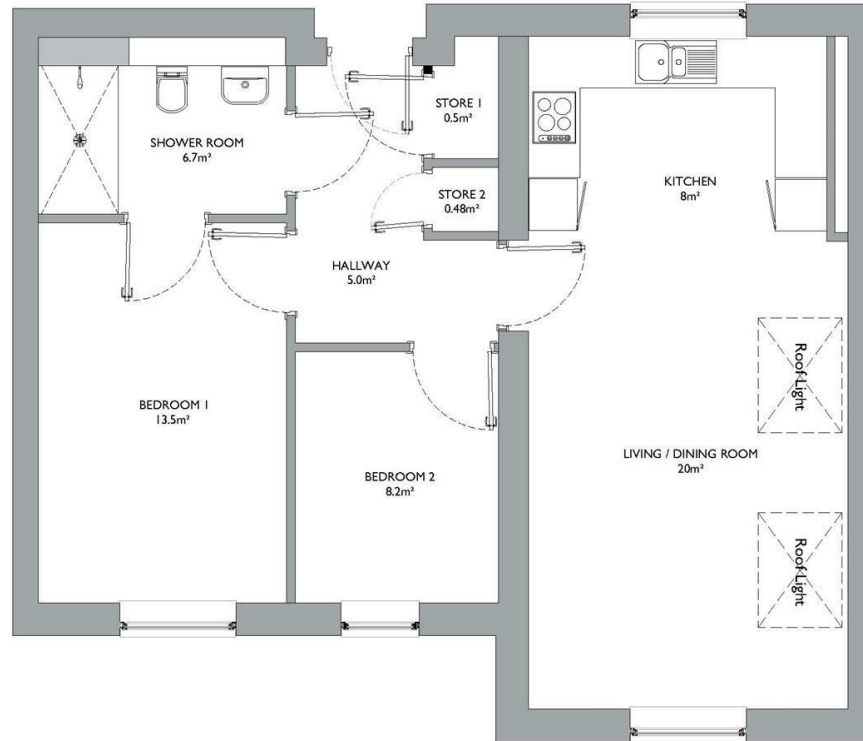 STORE 1
0.5m²
SHOWER ROOM
6.7m²
KITCHEN
8m²
STORE 2
0.48m²
HALLWAY
5.0m²
Roof Light
BEDROOM 1
13.5m²
LIVING / DINING ROOM
20m²
BEDROOM 2
8.2m²
Roof Light